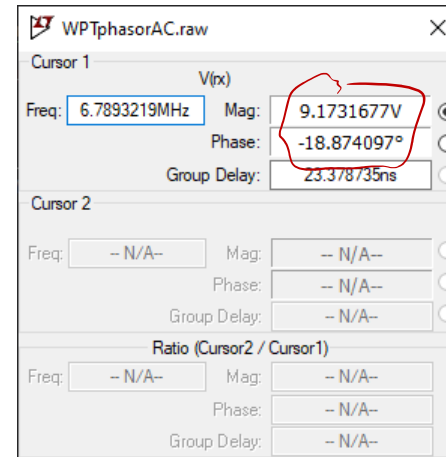 WPTphasorAC.raw
Cursor 1
V(rx)
Freq: 6.7893219MHz Mag: 9.1731677V
Phase: -18.874097°
Group Delay: 23.378735ns
Cursor 2
Freq: -- N/A-- Mag: -- N/A--
Phase: -- N/A--
Group Delay: -- N/A--
Ratio (Cursor2 / Cursor1)
Freq: -- N/A-- Mag: -- N/A--
Phase: -- N/A--
Group Delay: -- N/A--